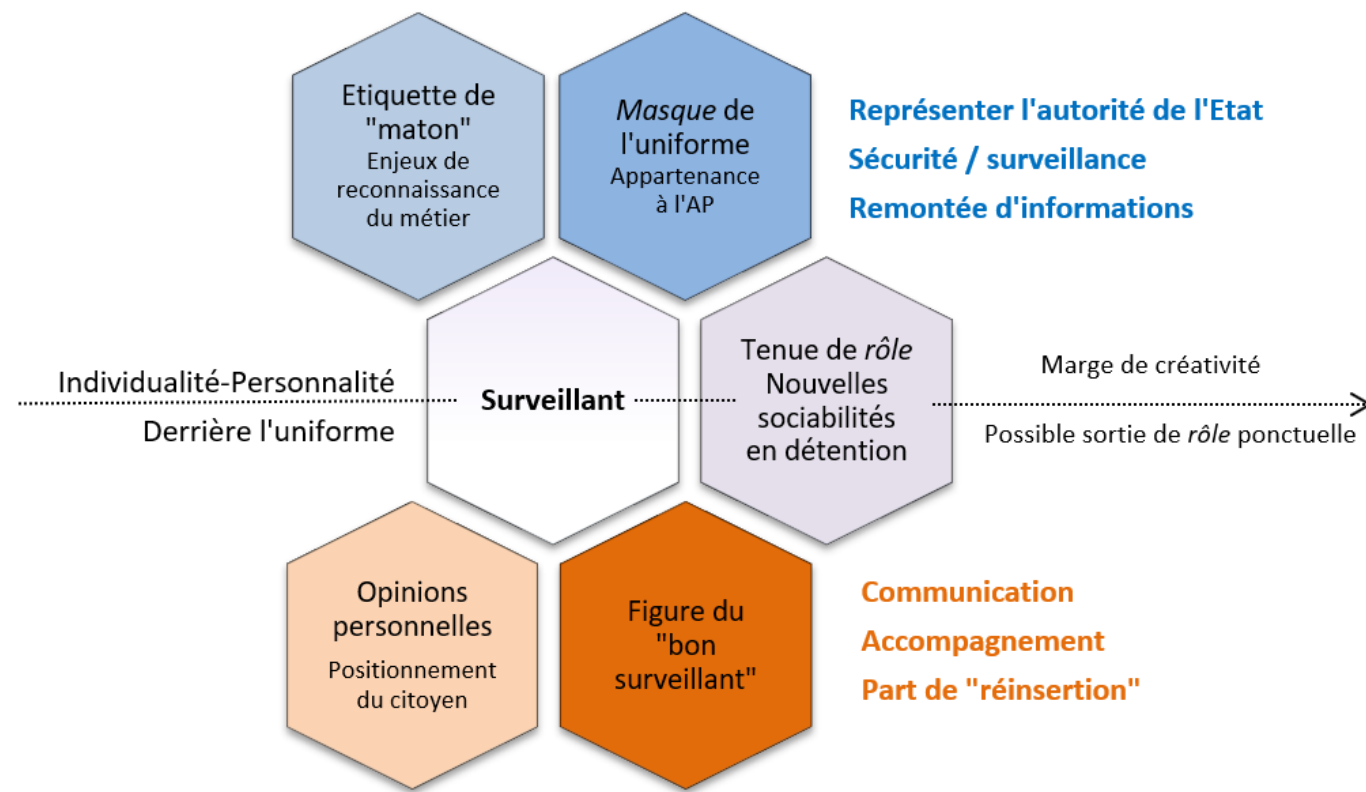 Etiquette de
"maton"
Enjeux de
reconnaissance
du métier
Masque de
l'uniforme
Appartenance
à l'AP
Représenter l'autorité de l'Etat
Sécurité / surveillance
Remontée d'informations
Individualité-Personnalité
Derrière l'uniforme
Surveillant
Tenue de rôle
Nouvelles
sociabilités
en détention
Marge de créativité
Possible sortie de rôle ponctuelle
Opinions
personnelles
Positionnement
du citoyen
Figure du
"bon
surveillant"
Communication
Accompagnement
Part de "réinsertion"